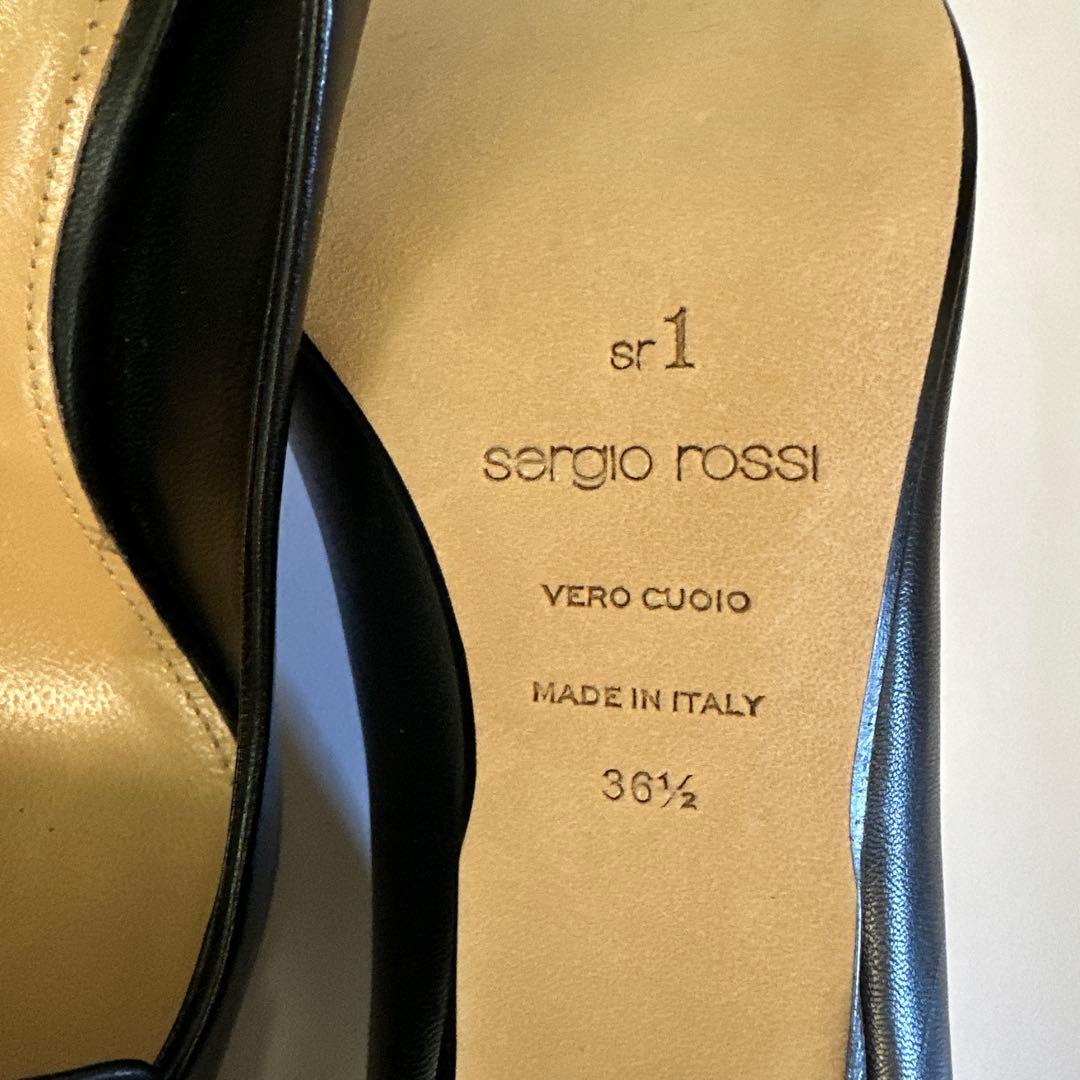 sr1
sergio rossi
VERO CUOIO
MADE IN ITALY
36½